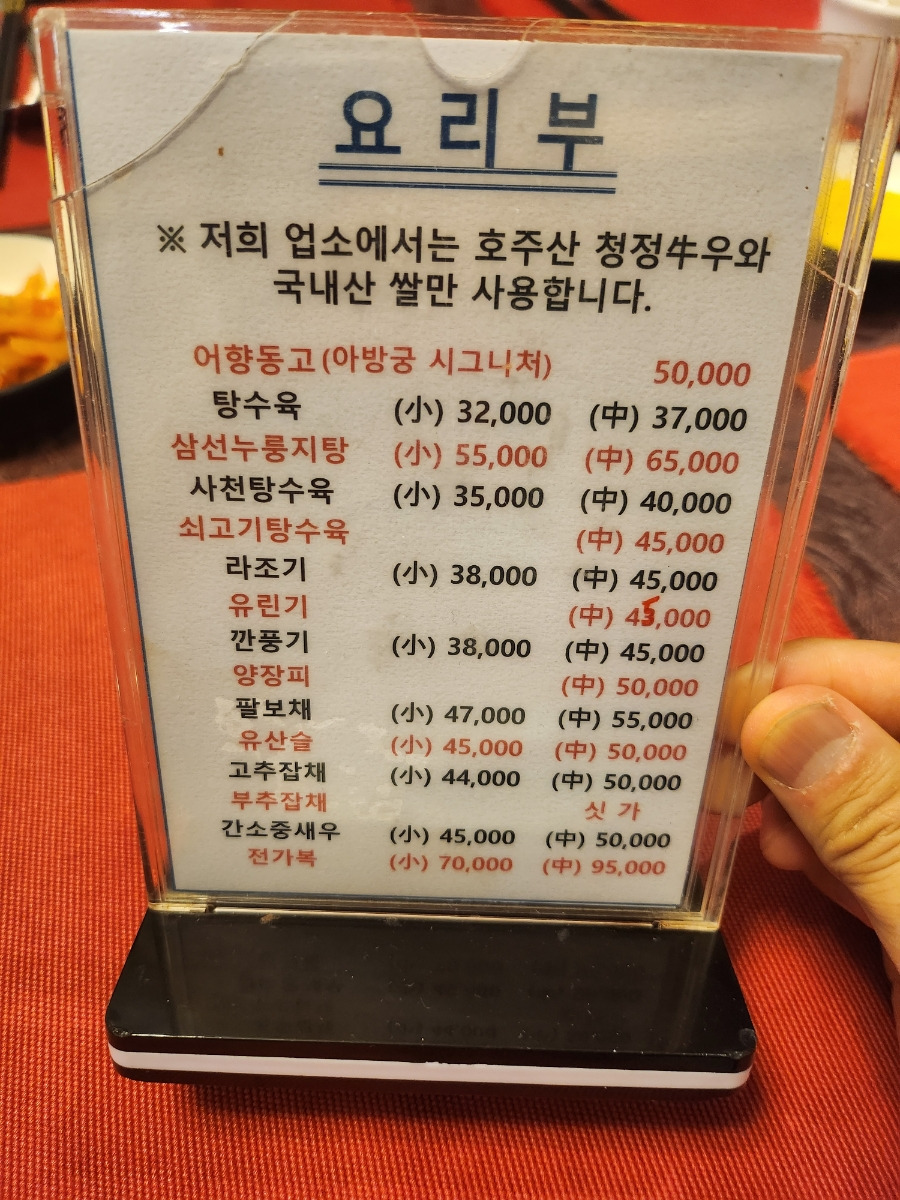 요리부
※ 저희 업소에서는 호주산 청정牛우와
국내산 쌀만 사용합니다.
어향동고(아방궁 시그니처) 50,000
탕수육 (小) 32,000 (中) 37,000
삼선누룽지탕 (小) 55,000 (中) 65,000
사천탕수육 (小) 35,000 (中) 40,000
쇠고기탕수육 (中) 45,000
라조기 (小) 38,000 (中) 45,000
유린기 (中) 45,000
깐풍기 (小) 38,000 (中) 45,000
양장피 (中) 50,000
팔보채 (小) 47,000 (中) 55,000
유산슬 (小) 45,000 (中) 50,000
고추잡채 (小) 44,000 (中) 50,000
부추잡채 싯가
간소중새우 (小) 45,000 (中) 50,000
전가복 (小) 70,000 (中) 95,000